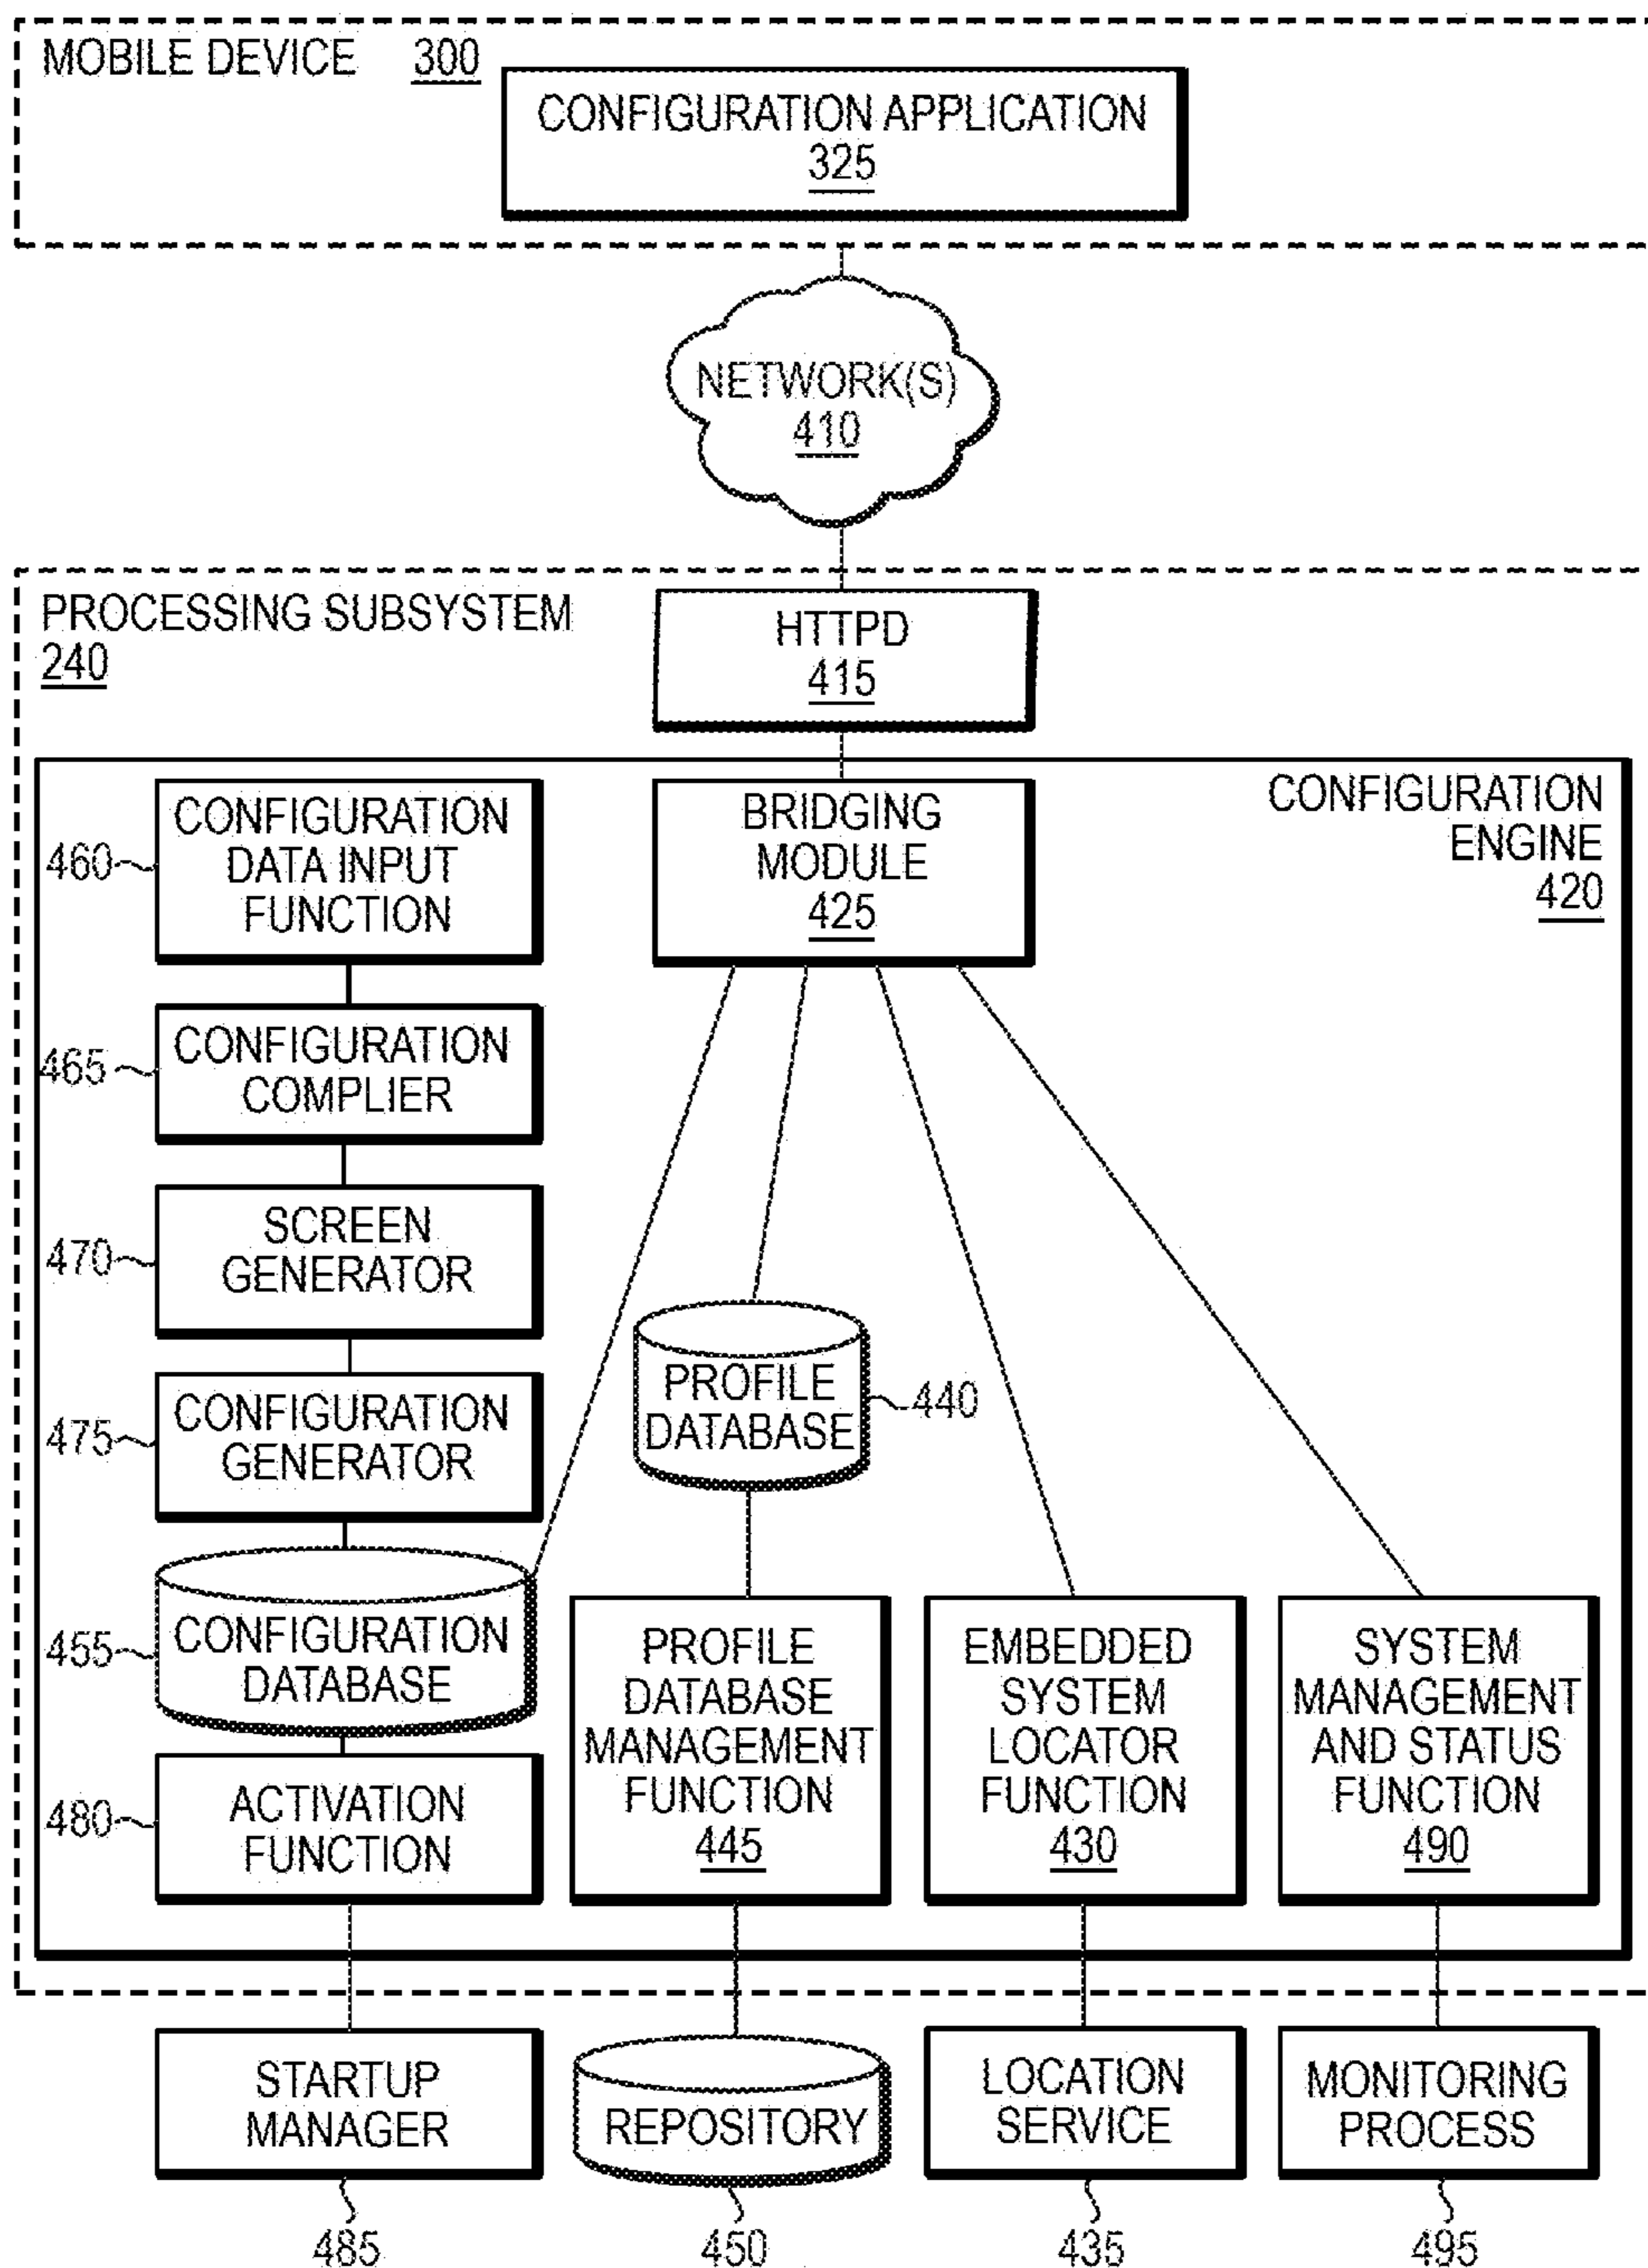 MOBILE DEVICE 300
CONFIGURATION APPLICATION
325
NETWORK(S)
410
PROCESSING SUBSYSTEM
240
HTTPD
415
CONFIGURATION
ENGINE
420
BRIDGING
MODULE
425
460
CONFIGURATION
DATA INPUT
FUNCTION
465
CONFIGURATION
COMPLIER
470
SCREEN
GENERATOR
475
CONFIGURATION
GENERATOR
PROFILE
DATABASE
440
455
CONFIGURATION
DATABASE
480
ACTIVATION
FUNCTION
PROFILE
DATABASE
MANAGEMENT
FUNCTION
445
EMBEDDED
SYSTEM
LOCATOR
FUNCTION
430
SYSTEM
MANAGEMENT
AND STATUS
FUNCTION
490
STARTUP
MANAGER
485
REPOSITORY
450
LOCATION
SERVICE
435
MONITORING
PROCESS
495